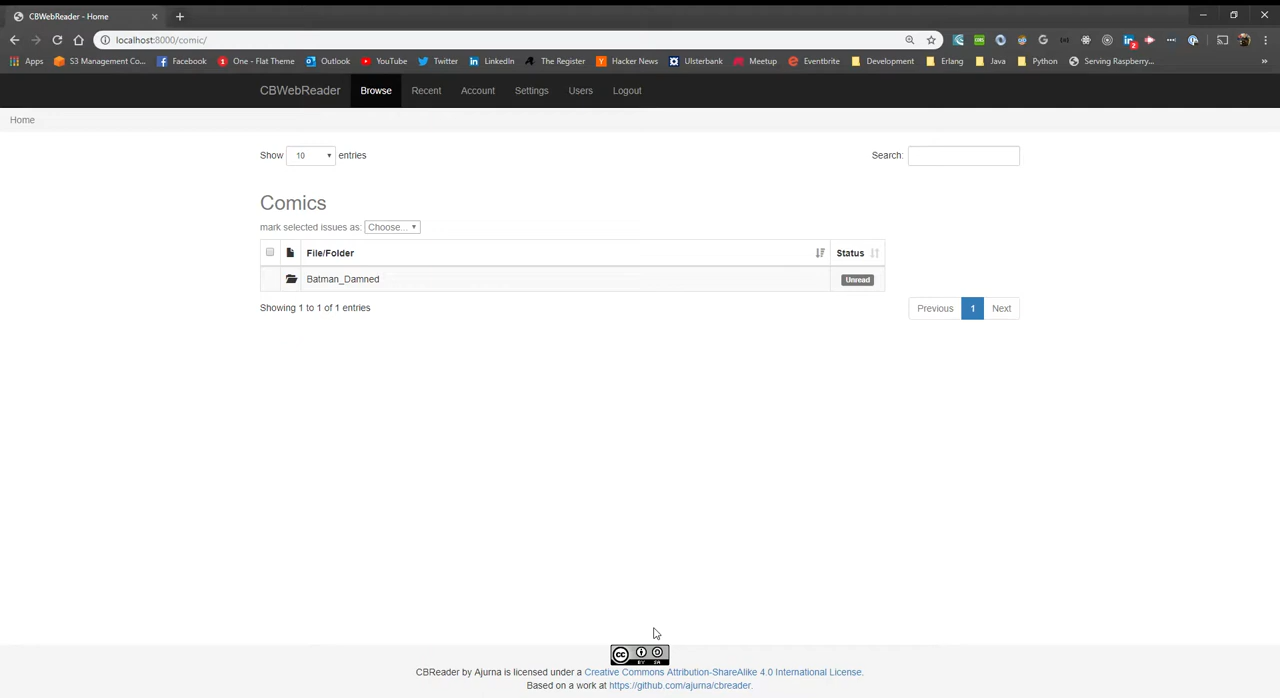 CBWebReader - Home
localhost:8000/comic/
Apps S3 Management Co... Facebook One - Flat Theme Outlook YouTube Twitter LinkedIn The Register Hacker News Ulsterbank Meetup Eventbrite Development Erlang Java Python Serving Raspberry... »
CBWebReader Browse Recent Account Settings Users Logout
Home
Show 10 entries Search:
Comics
mark selected issues as: Choose...
File/Folder Status
Batman_Damned Unread
Showing 1 to 1 of 1 entries Previous 1 Next
CC BY SA
CBReader by Ajurna is licensed under a Creative Commons Attribution-ShareAlike 4.0 International License.
Based on a work at https://github.com/ajurna/cbreader.